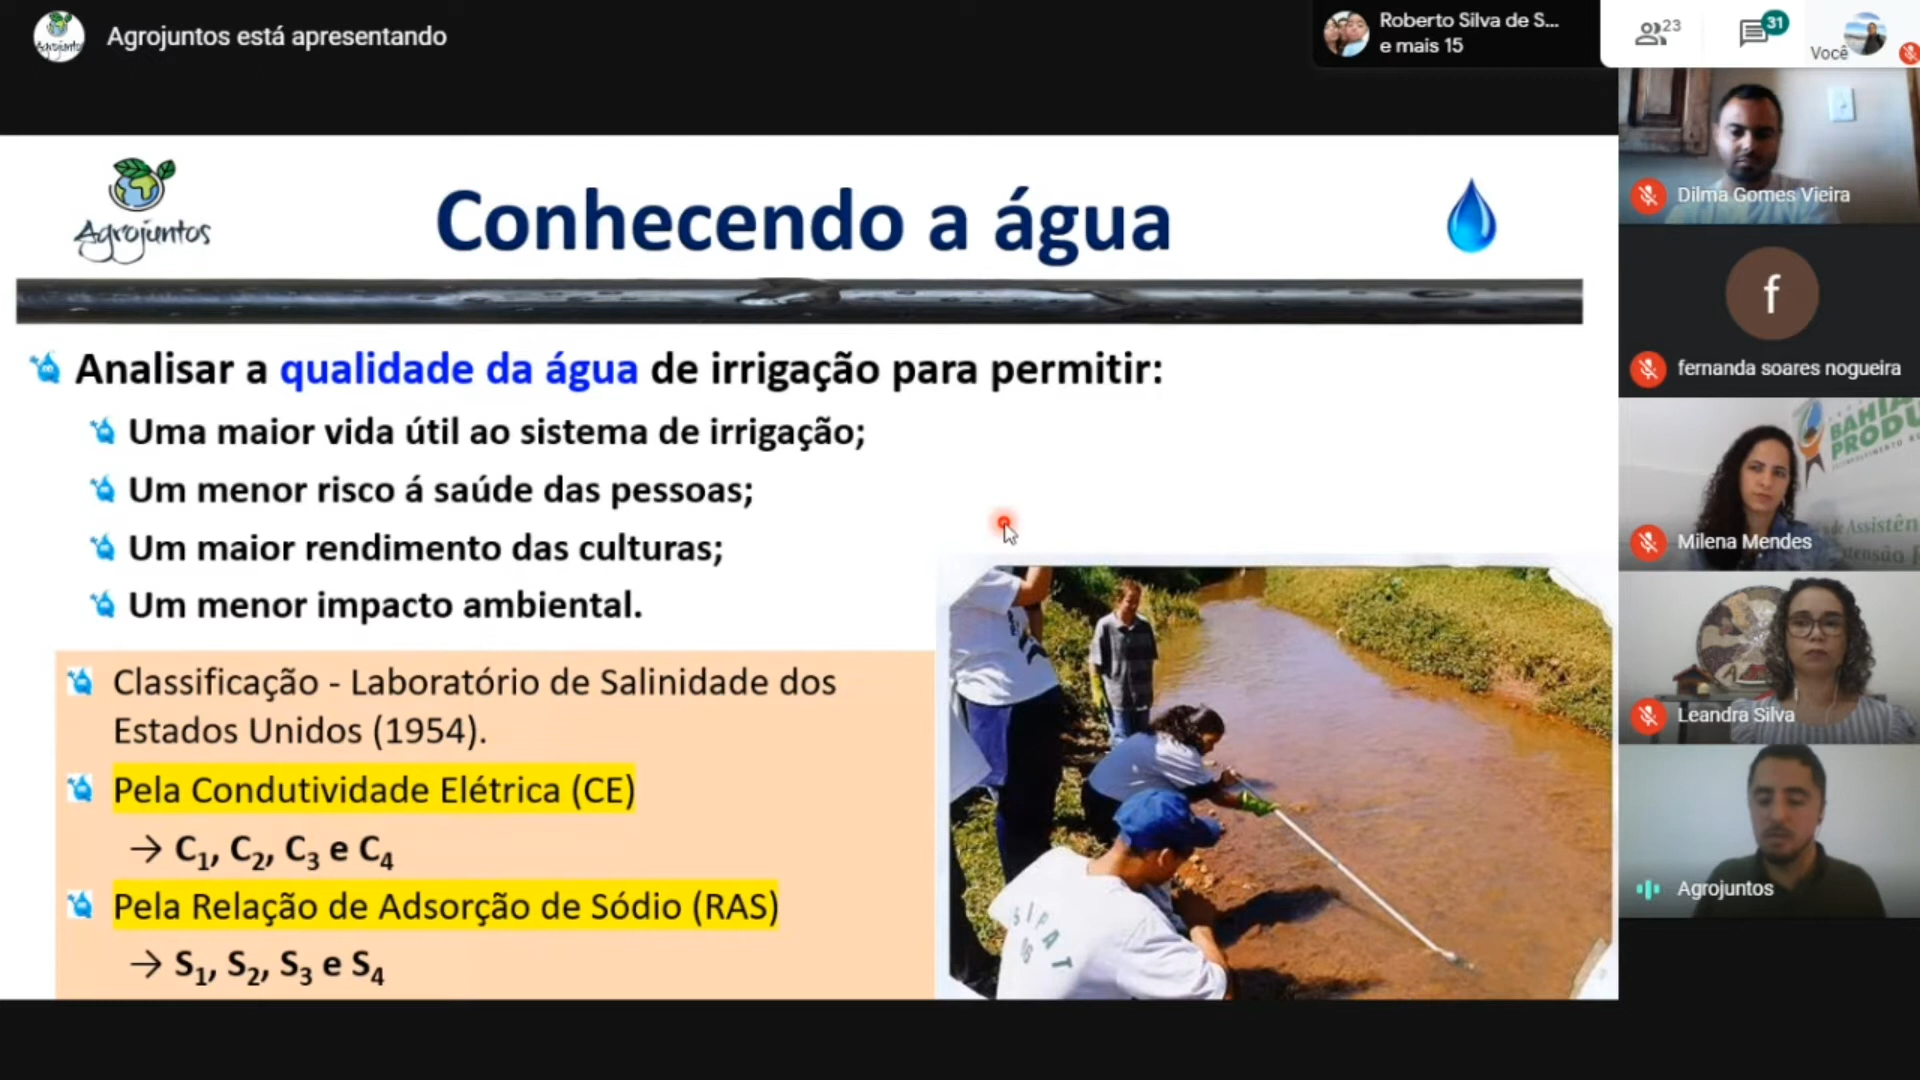 Agrojuntos está apresentando
Roberto Silva de S...
e mais 15
23
31
Você
Agrojuntos
Conhecendo a água
Analisar a qualidade da água de irrigação para permitir:
Uma maior vida útil ao sistema de irrigação;
Um menor risco á saúde das pessoas;
Um maior rendimento das culturas;
Um menor impacto ambiental.
Classificação - Laboratório de Salinidade dos
Estados Unidos (1954).
Pela Condutividade Elétrica (CE)
→ C₁, C₂, C₃ e C₄
Pela Relação de Adsorção de Sódio (RAS)
→ S₁, S₂, S₃ e S₄
SIPAT
06
Dilma Gomes Vieira
f
fernanda soares nogueira
BAHIA
PRODU
de Assistên
Milena Mendes
Leandra Silva
Agrojuntos